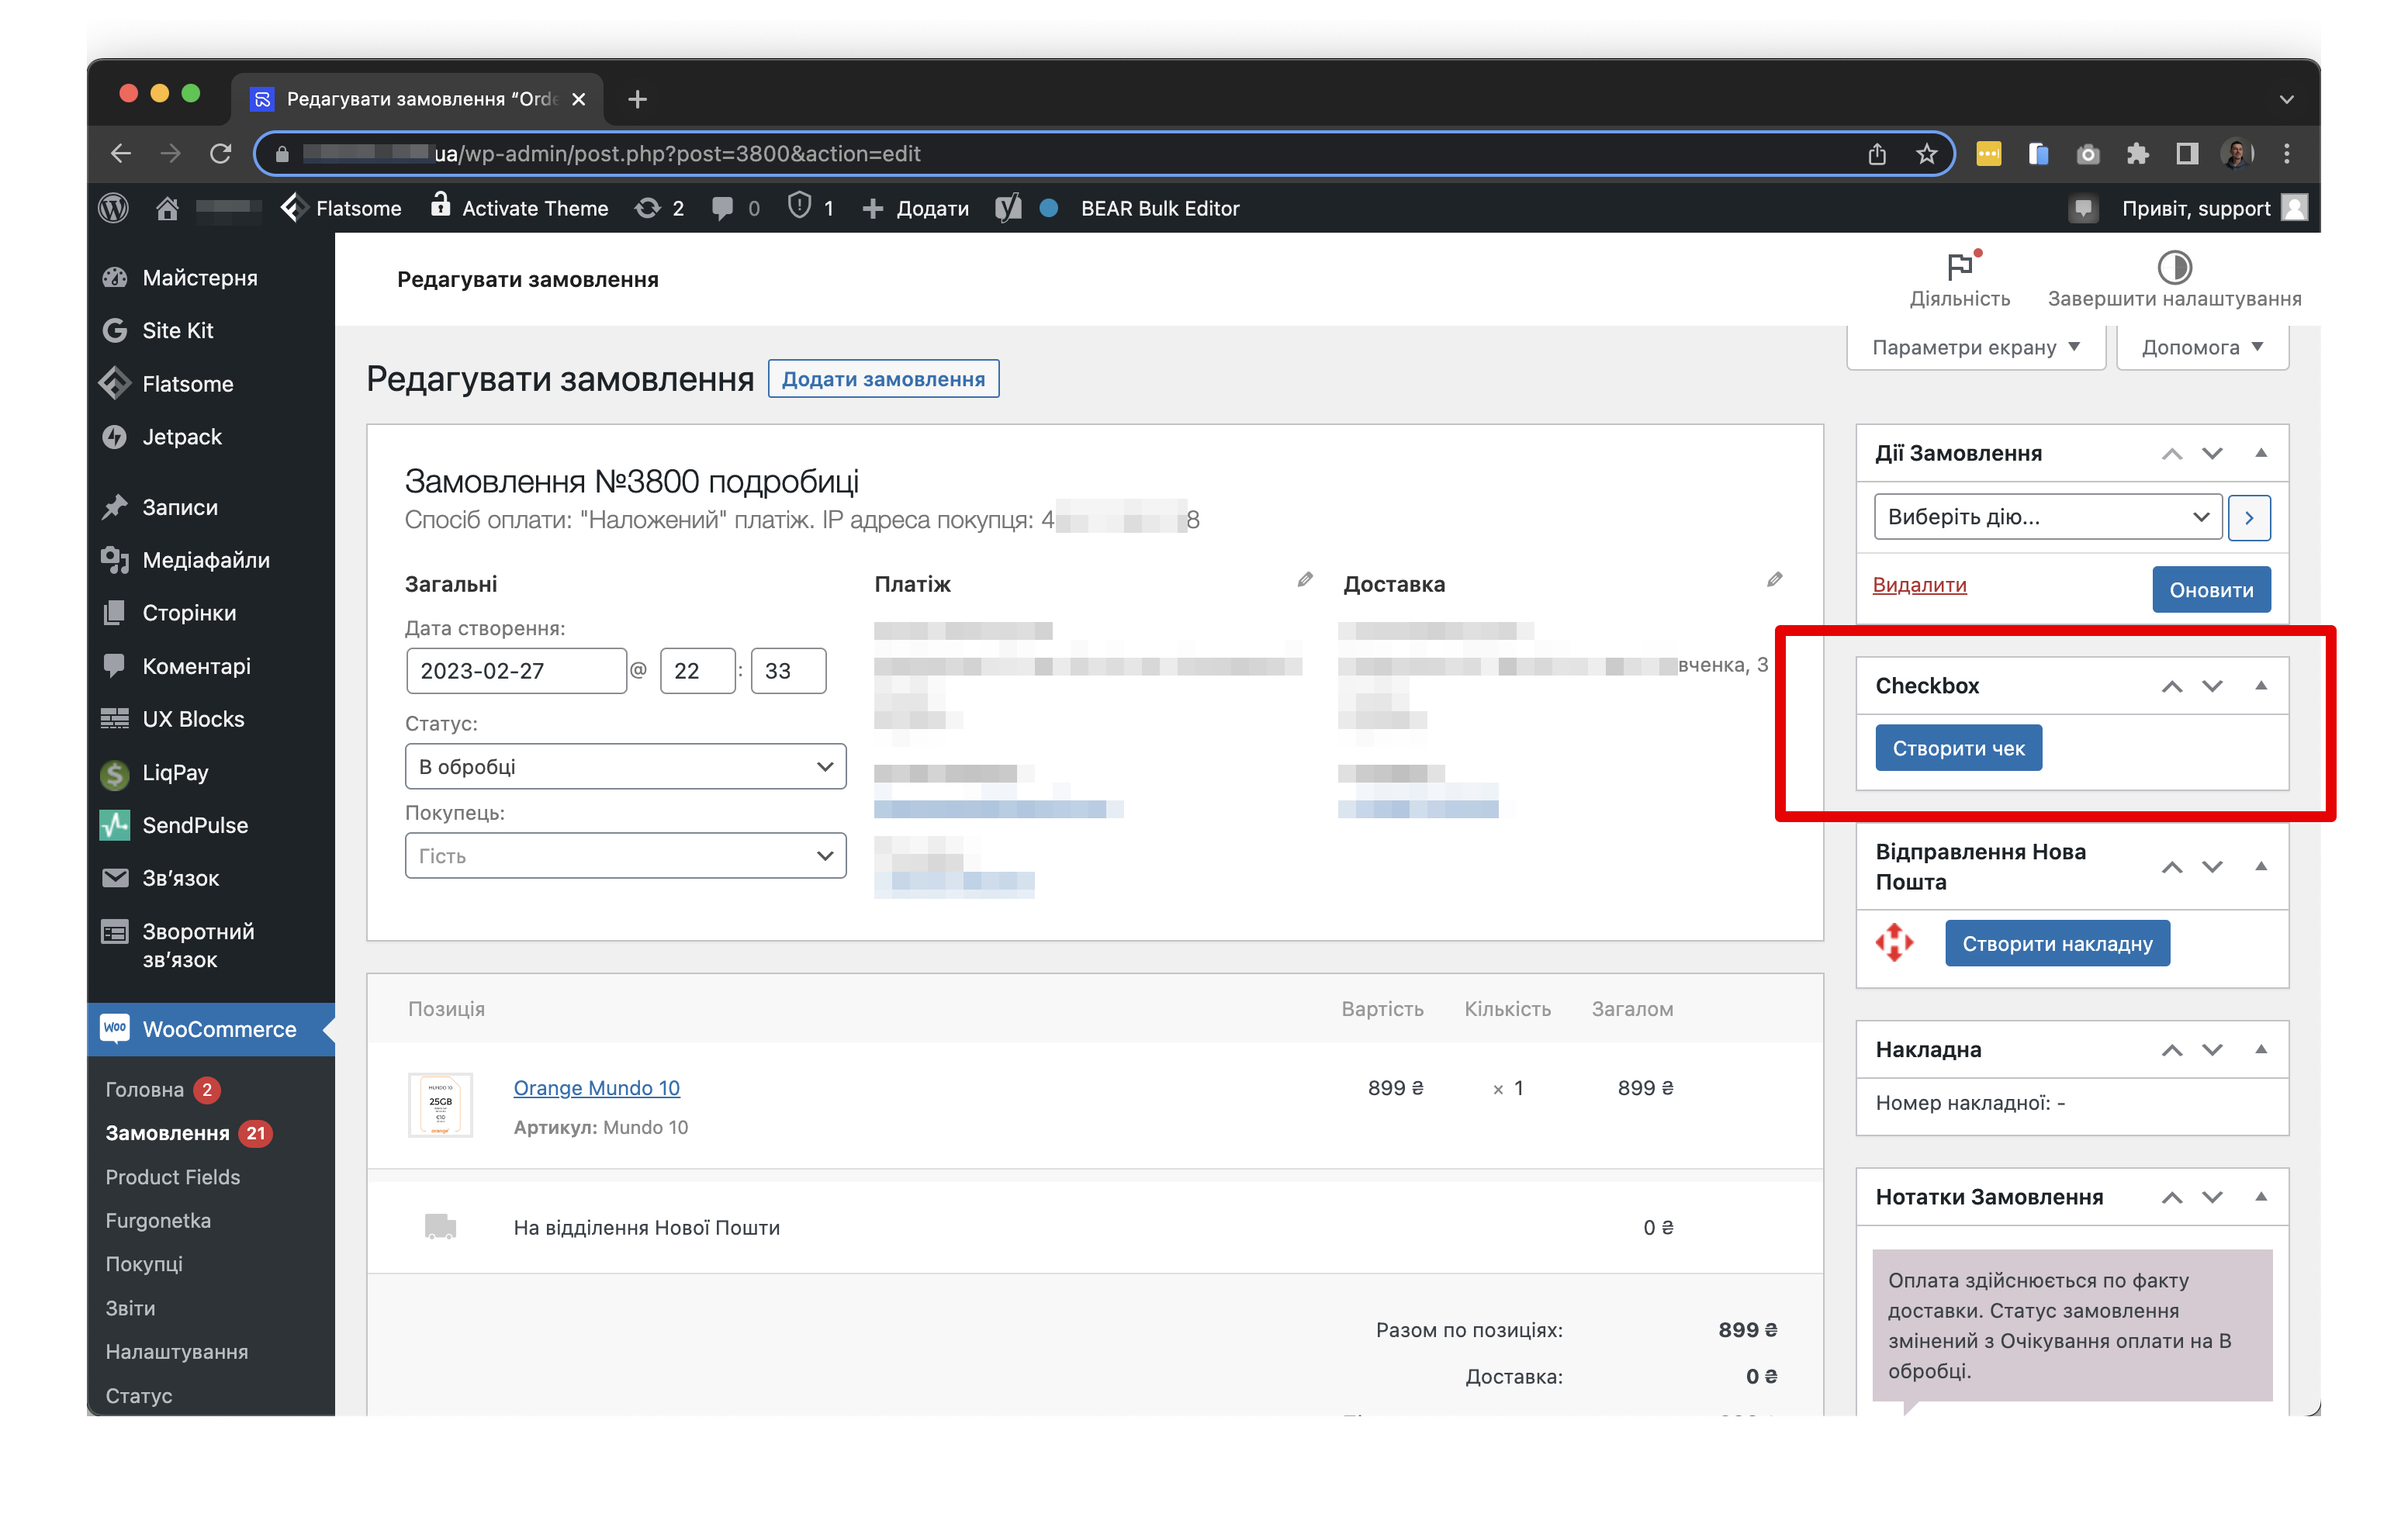 Редагувати замовлення “Orde
ua/wp-admin/post.php?post=3800&action=edit
Flatsome
Activate Theme
2
0
1
Додати
BEAR Bulk Editor
Привіт, support
Майстерня
Site Kit
Flatsome
Jetpack
Записи
Медіафайли
Сторінки
Коментарі
UX Blocks
LiqPay
SendPulse
Зв’язок
Зворотний
зв’язок
WooCommerce
Головна 2
Замовлення 21
Product Fields
Furgonetka
Покупці
Звіти
Налаштування
Статус
Редагувати замовлення
Діяльність
Завершити налаштування
Параметри екрану
Допомога
Редагувати замовлення
Додати замовлення
Замовлення №3800 подробиці
Спосіб оплати: "Наложений" платіж. IP адреса покупця: 4 8
Загальні
Дата створення:
2023-02-27 @ 22 : 33
Статус:
В обробці
Покупець:
Гість
Платіж
Доставка
вченка, 3
Позиція Вартість Кількість Загалом
MUNDO 10
25GB
orange
Orange Mundo 10 899 ₴ × 1 899 ₴
Артикул: Mundo 10
На відділення Нової Пошти 0 ₴
Разом по позиціях: 899 ₴
Доставка: 0 ₴
Дії Замовлення
Виберіть дію...
Видалити
Оновити
Checkbox
Створити чек
Відправлення Нова
Пошта
Створити накладну
Накладна
Номер накладної: -
Нотатки Замовлення
Оплата здійснюється по факту
доставки. Статус замовлення
змінений з Очікування оплати на В
обробці.